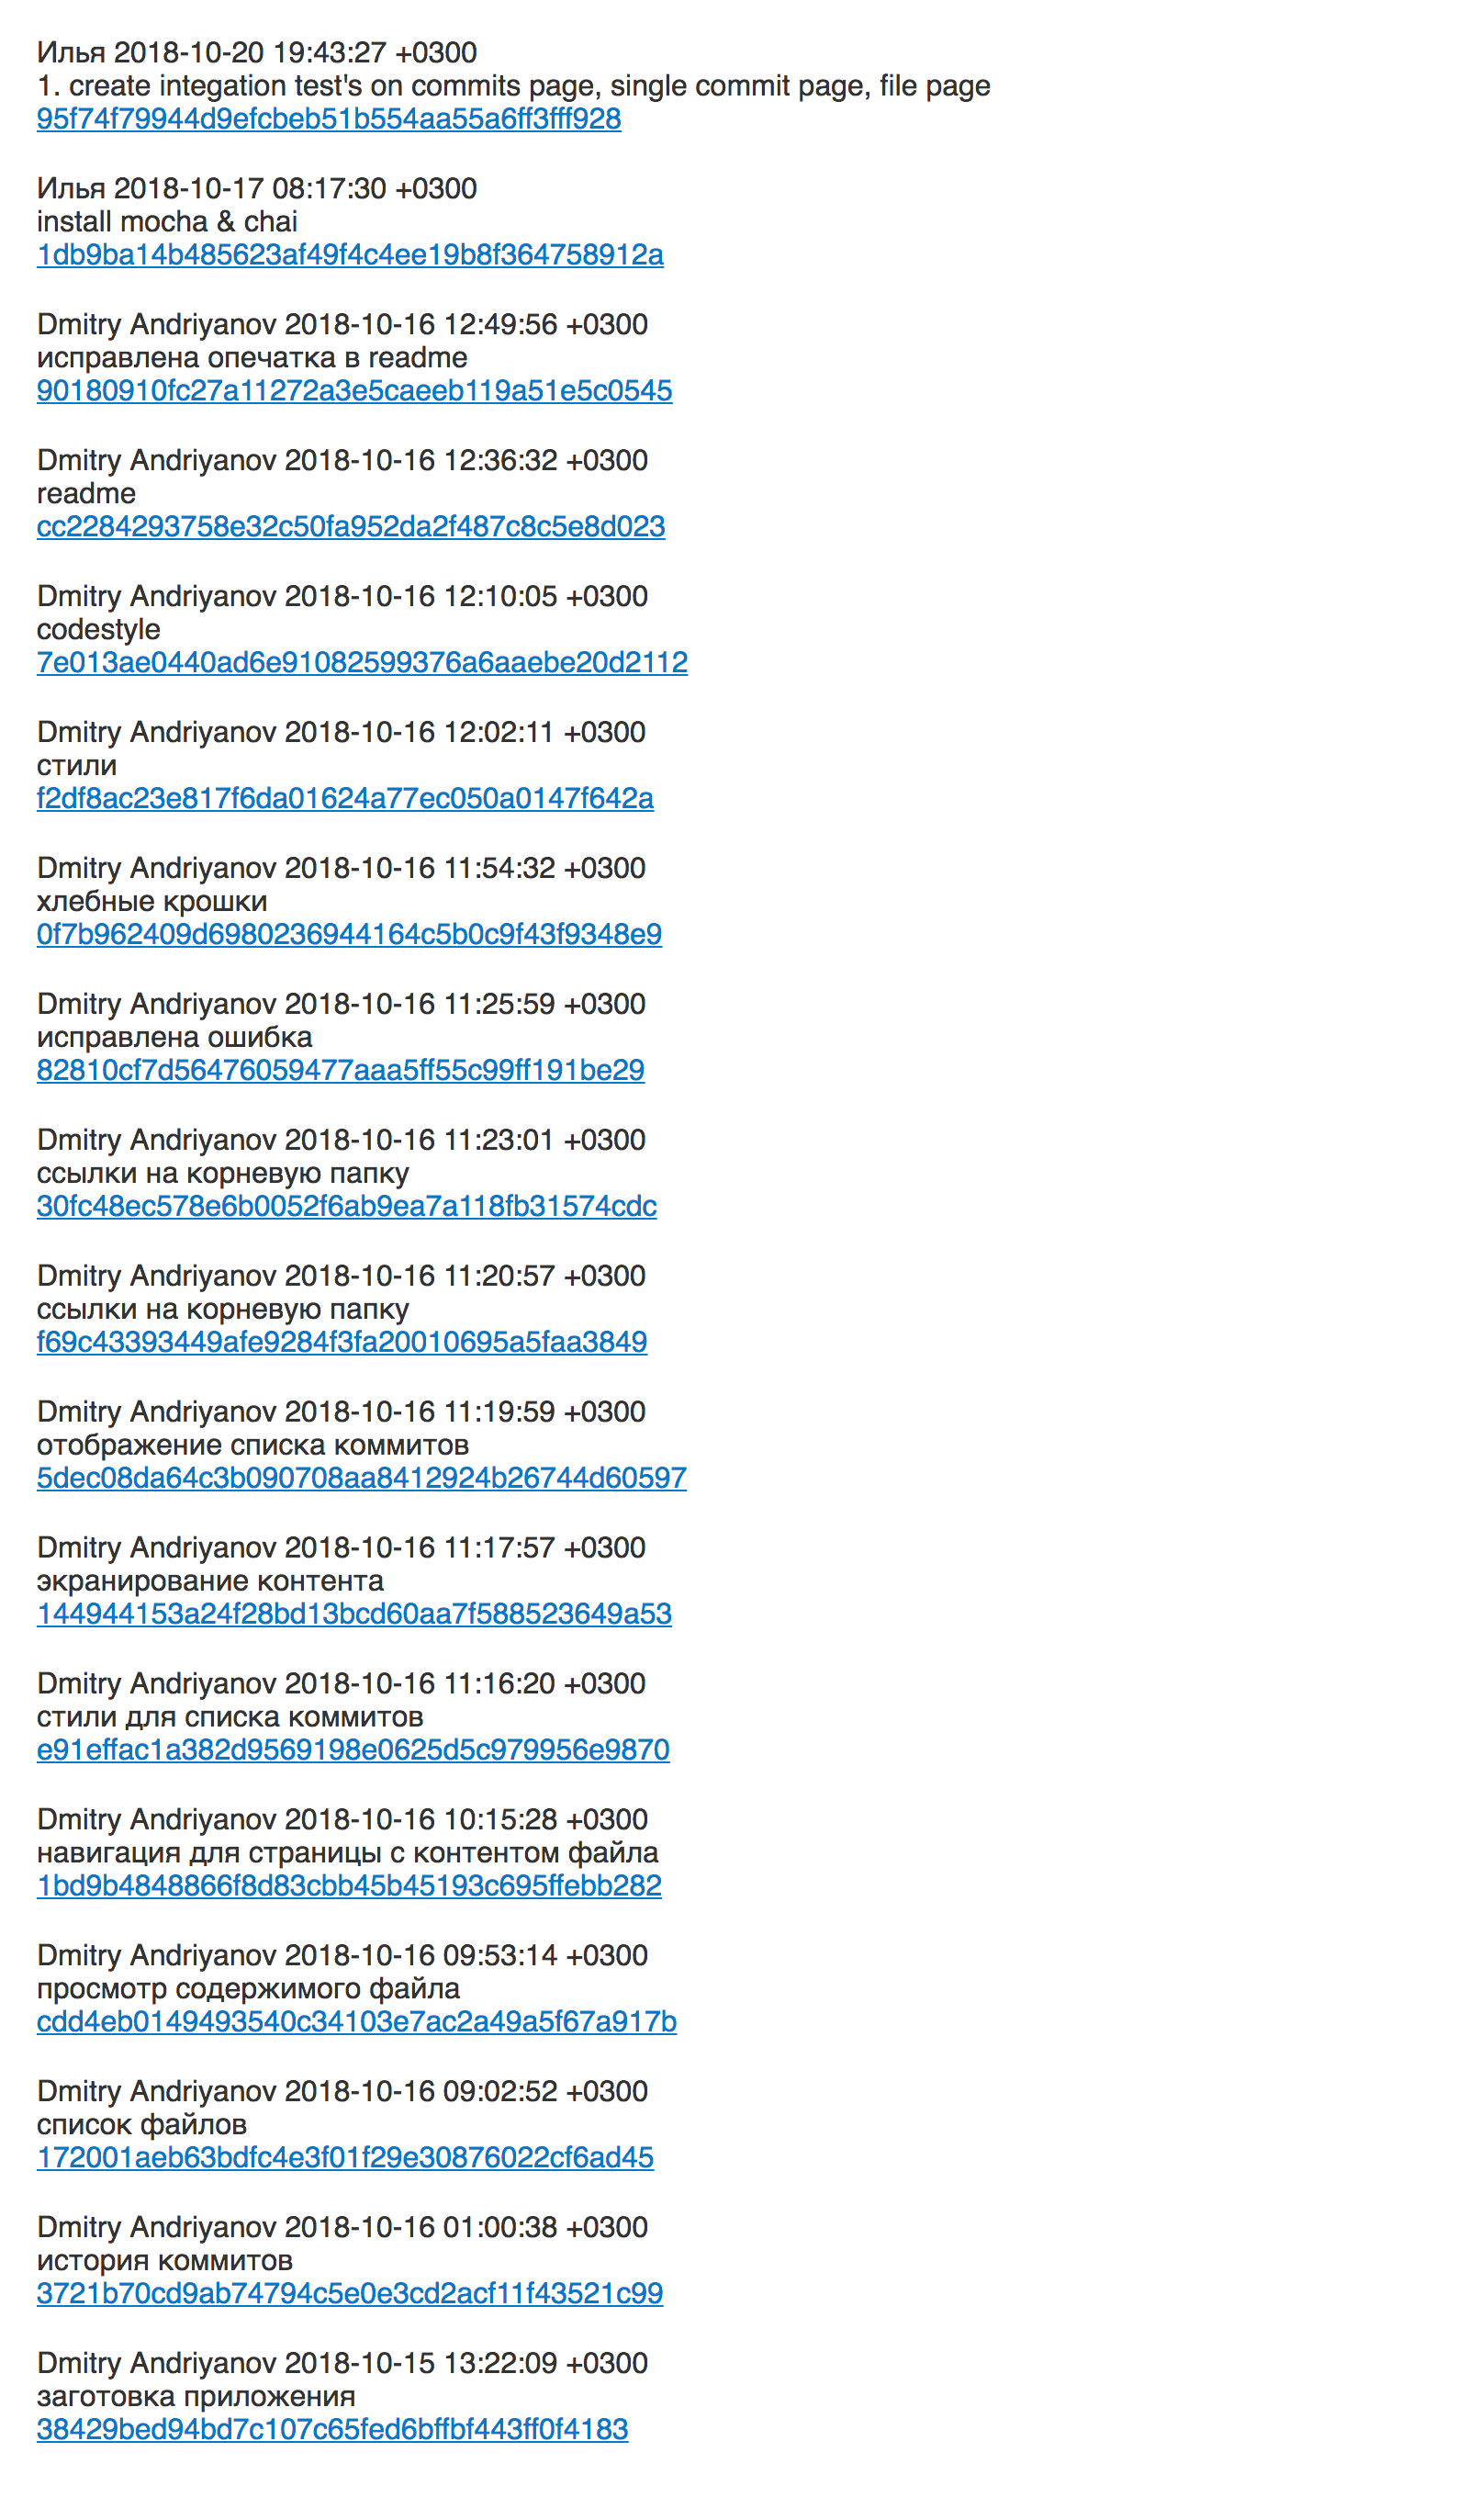 Илья 2018-10-20 19:43:27 +0300
1. create integation test's on commits page, single commit page, file page
95f74f79944d9efcbeb51b554aa55a6ff3fff928
Илья 2018-10-17 08:17:30 +0300
install mocha & chai
1db9ba14b485623af49f4c4ee19b8f364758912a
Dmitry Andriyanov 2018-10-16 12:49:56 +0300
исправлена опечатка в readme
90180910fc27a11272a3e5caeeb119a51e5c0545
Dmitry Andriyanov 2018-10-16 12:36:32 +0300
readme
cc2284293758e32c50fa952da2f487c8c5e8d023
Dmitry Andriyanov 2018-10-16 12:10:05 +0300
codestyle
7e013ae0440ad6e91082599376a6aaebe20d2112
Dmitry Andriyanov 2018-10-16 12:02:11 +0300
стили
f2df8ac23e817f6da01624a77ec050a0147f642a
Dmitry Andriyanov 2018-10-16 11:54:32 +0300
хлебные крошки
0f7b962409d6980236944164c5b0c9f43f9348e9
Dmitry Andriyanov 2018-10-16 11:25:59 +0300
исправлена ошибка
82810cf7d56476059477aaa5ff55c99ff191be29
Dmitry Andriyanov 2018-10-16 11:23:01 +0300
ссылки на корневую папку
30fc48ec578e6b0052f6ab9ea7a118fb31574cdc
Dmitry Andriyanov 2018-10-16 11:20:57 +0300
ссылки на корневую папку
f69c43393449afe9284f3fa20010695a5faa3849
Dmitry Andriyanov 2018-10-16 11:19:59 +0300
отображение списка коммитов
5dec08da64c3b090708aa8412924b26744d60597
Dmitry Andriyanov 2018-10-16 11:17:57 +0300
экранирование контента
144944153a24f28bd13bcd60aa7f588523649a53
Dmitry Andriyanov 2018-10-16 11:16:20 +0300
стили для списка коммитов
e91effac1a382d9569198e0625d5c979956e9870
Dmitry Andriyanov 2018-10-16 10:15:28 +0300
навигация для страницы с контентом файла
1bd9b4848866f8d83cbb45b45193c695ffebb282
Dmitry Andriyanov 2018-10-16 09:53:14 +0300
просмотр содержимого файла
cdd4eb0149493540c34103e7ac2a49a5f67a917b
Dmitry Andriyanov 2018-10-16 09:02:52 +0300
список файлов
172001aeb63bdfc4e3f01f29e30876022cf6ad45
Dmitry Andriyanov 2018-10-16 01:00:38 +0300
история коммитов
3721b70cd9ab74794c5e0e3cd2acf11f43521c99
Dmitry Andriyanov 2018-10-15 13:22:09 +0300
заготовка приложения
38429bed94bd7c107c65fed6bffbf443ff0f4183